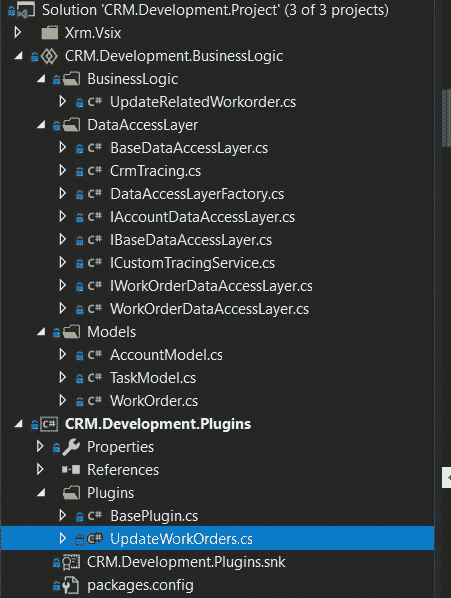 Solution 'CRM.Development.Project' (3 of 3 projects)
Xrm.Vsix
CRM.Development.BusinessLogic
BusinessLogic
C# UpdateRelatedWorkorder.cs
DataAccessLayer
C# BaseDataAccessLayer.cs
C# CrmTracing.cs
C# DataAccessLayerFactory.cs
C# IAccountDataAccessLayer.cs
C# IBaseDataAccessLayer.cs
C# ICustomTracingService.cs
C# IWorkOrderDataAccessLayer.cs
C# WorkOrderDataAccessLayer.cs
Models
C# AccountModel.cs
C# TaskModel.cs
C# WorkOrder.cs
C# CRM.Development.Plugins
Properties
References
Plugins
C# BasePlugin.cs
C# UpdateWorkOrders.cs
CRM.Development.Plugins.snk
packages.config